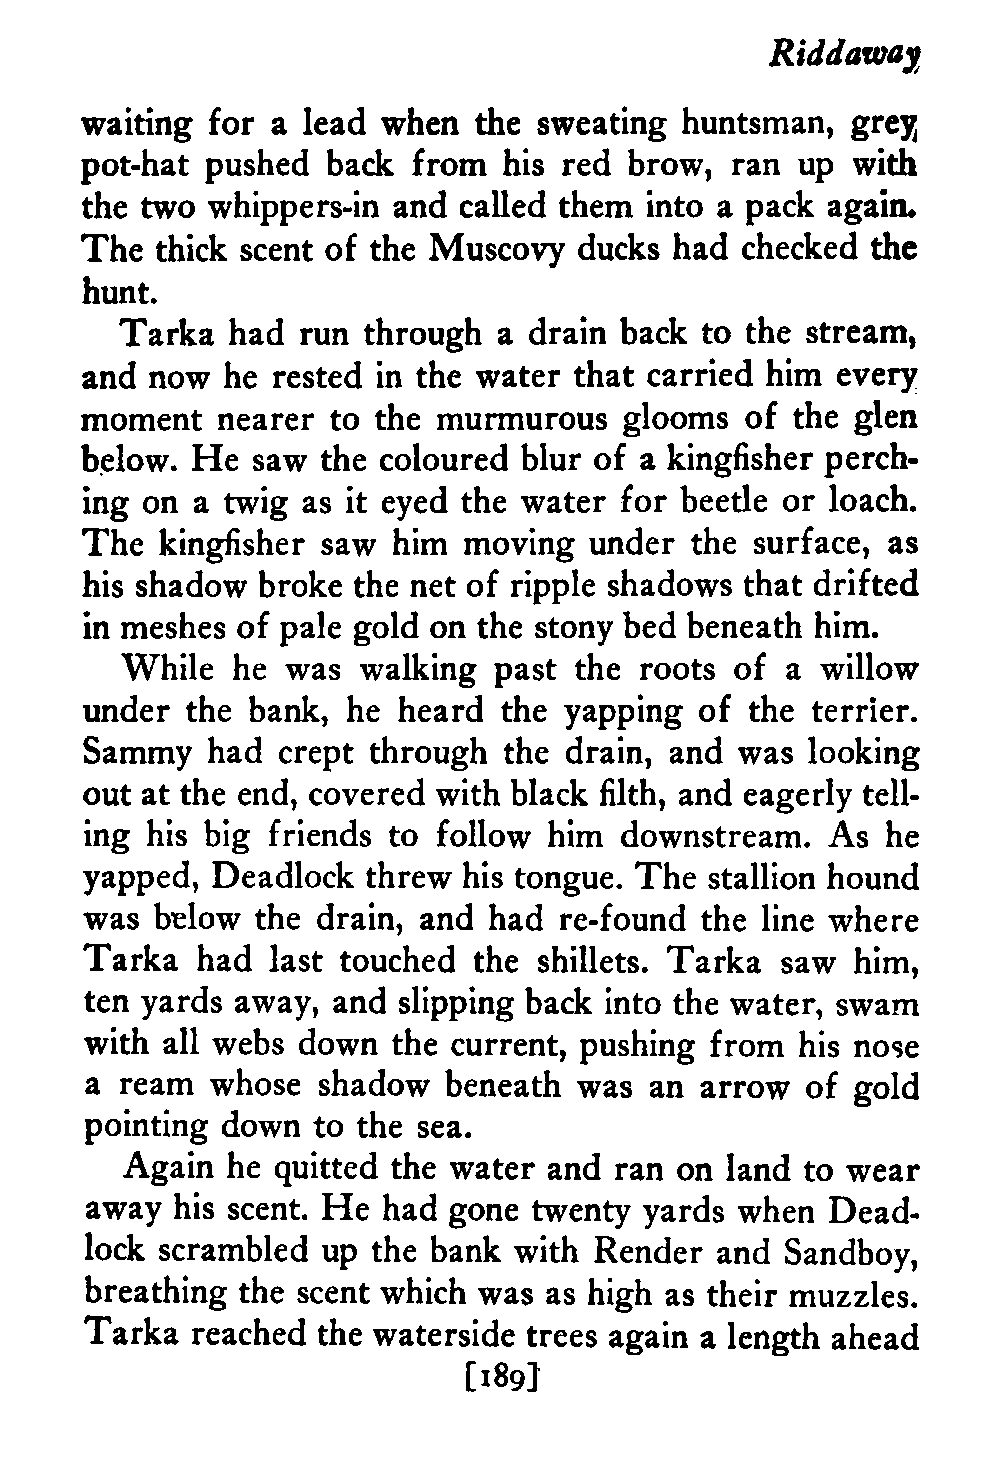 Riddaway
waiting for a lead when the sweating huntsman, grey
pot-hat pushed back from his red brow, ran up with
the two whippers-in and called them into a pack again.
The thick scent of the Muscovy ducks had checked the
hunt.
Tarka had run through a drain back to the stream,
and now he rested in the water that carried him every
moment nearer to the murmurous glooms of the glen
below. He saw the coloured blur of a kingfisher perch-
ing on a twig as it eyed the water for beetle or loach.
The kingfisher saw him moving under the surface, as
his shadow broke the net of ripple shadows that drifted
in meshes of pale gold on the stony bed beneath him.
While he was walking past the roots of a willow
under the bank, he heard the yapping of the terrier.
Sammy had crept through the drain, and was looking
out at the end, covered with black filth, and eagerly tell-
ing his big friends to follow him downstream. As he
yapped, Deadlock threw his tongue. The stallion hound
was below the drain, and had re-found the line where
Tarka had last touched the shillets. Tarka saw him,
ten yards away, and slipping back into the water, swam
with all webs down the current, pushing from his nose
a ream whose shadow beneath was an arrow of gold
pointing down to the sea.
Again he quitted the water and ran on land to wear
away his scent. He had gone twenty yards when Dead-
lock scrambled up the bank with Render and Sandboy,
breathing the scent which was as high as their muzzles.
Tarka reached the waterside trees again a length ahead
[189]